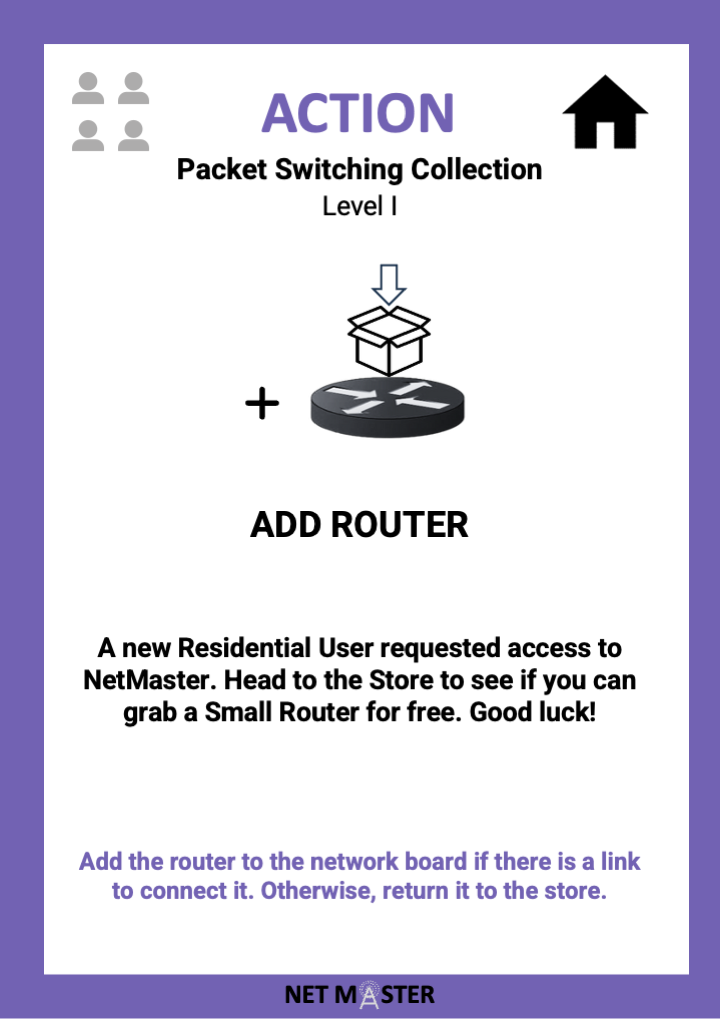 ACTION
Packet Switching Collection
Level I
+
ADD ROUTER
A new Residential User requested access to
NetMaster. Head to the Store to see if you can
grab a Small Router for free. Good luck!
Add the router to the network board if there is a link
to connect it. Otherwise, return it to the store.
NET MASTER